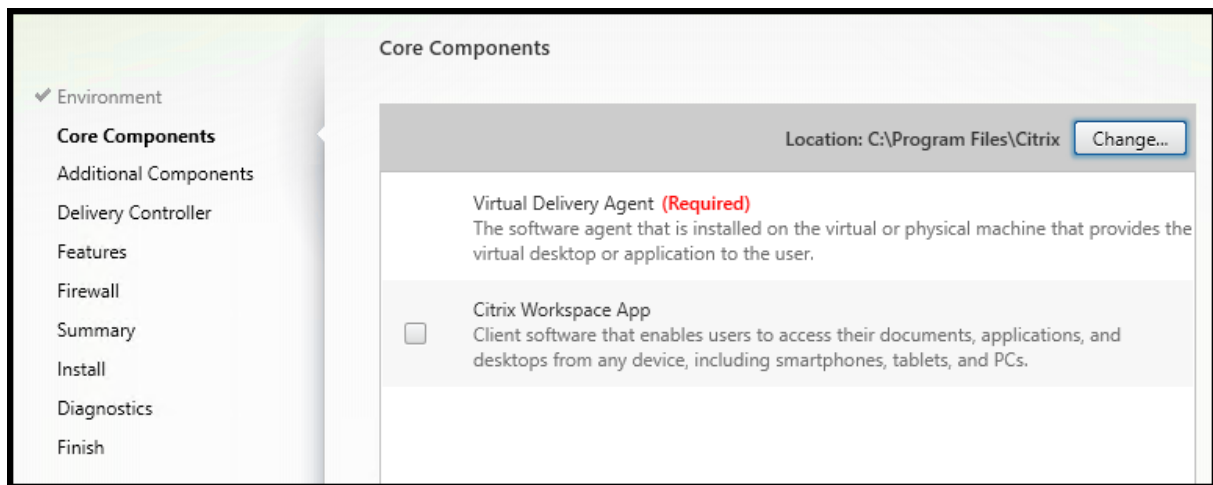 Core Components
Environment
Core Components
Additional Components
Delivery Controller
Features
Firewall
Summary
Install
Diagnostics
Finish
Location: C:\Program Files\Citrix
Change...
Virtual Delivery Agent (Required)
The software agent that is installed on the virtual or physical machine that provides the
virtual desktop or application to the user.
Citrix Workspace App
Client software that enables users to access their documents, applications, and
desktops from any device, including smartphones, tablets, and PCs.